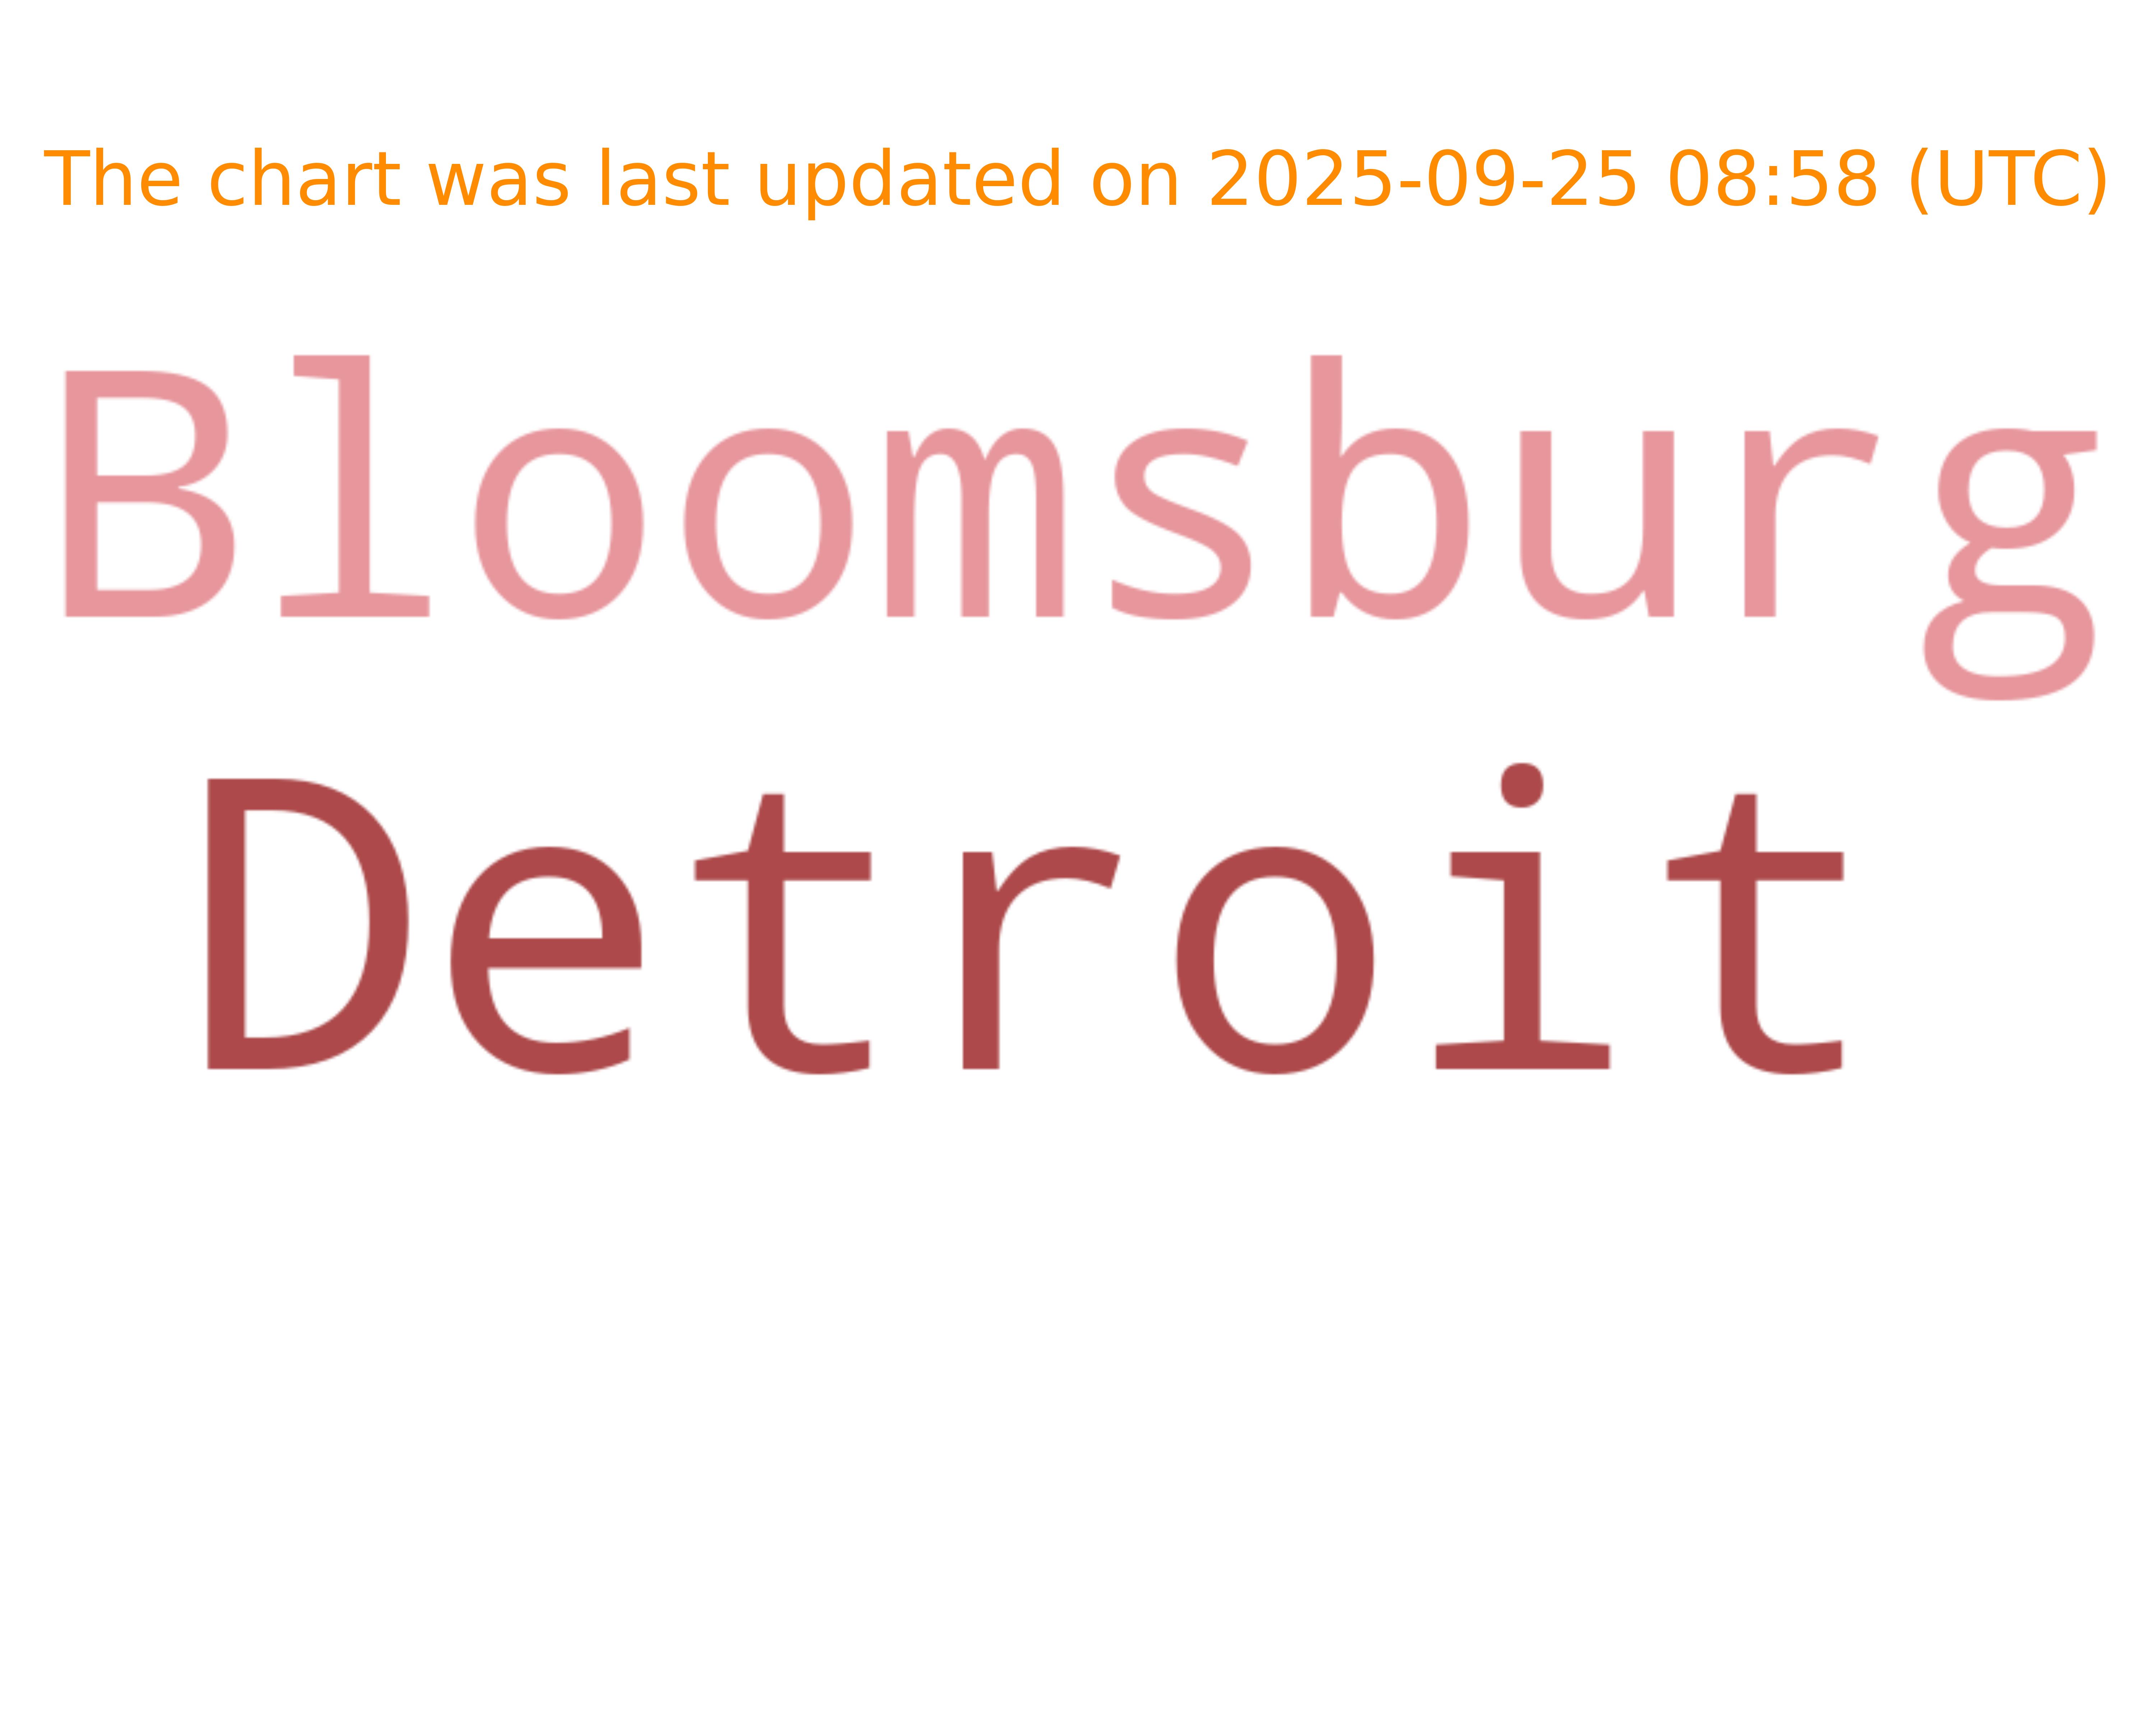 The chart was last updated on 2025-09-25 08:58 (UTC)
Bloomsburg
Detroit